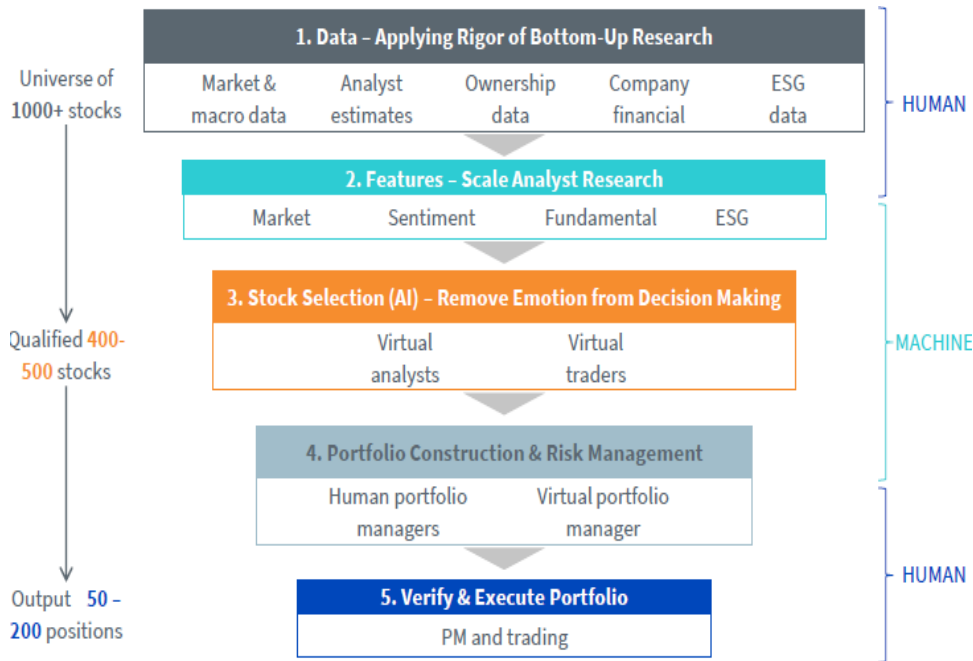 1. Data – Applying Rigor of Bottom-Up Research
Universe of
1000+ stocks
Market &
macro data
Analyst
estimates
Ownership
data
Company
financial
ESG
data
HUMAN
2. Features – Scale Analyst Research
Market
Sentiment
Fundamental
ESG
3. Stock Selection (AI) – Remove Emotion from Decision Making
Virtual
analysts
Virtual
traders
Qualified 400-
500 stocks
MACHINE
4. Portfolio Construction & Risk Management
Human portfolio
managers
Virtual portfolio
manager
HUMAN
5. Verify & Execute Portfolio
PM and trading
Output 50 –
200 positions